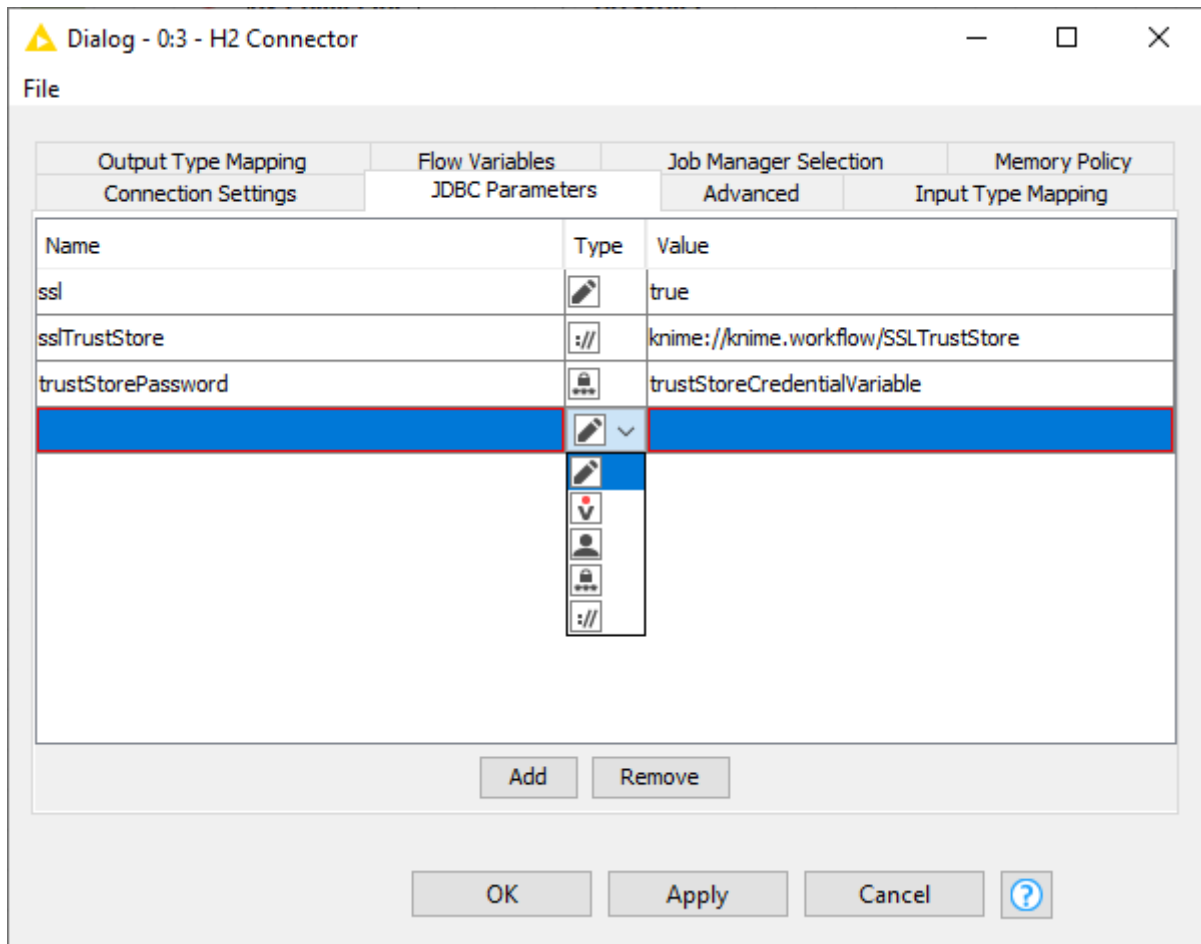 Dialog - 0:3 - H2 Connector
File
Output Type Mapping Flow Variables Job Manager Selection Memory Policy
Connection Settings JDBC Parameters Advanced Input Type Mapping
Name Type Value
ssl true
sslTrustStore :// knime://knime.workflow/SSLTrustStore
trustStorePassword trustStoreCredentialVariable
://
Add Remove
OK Apply Cancel ?